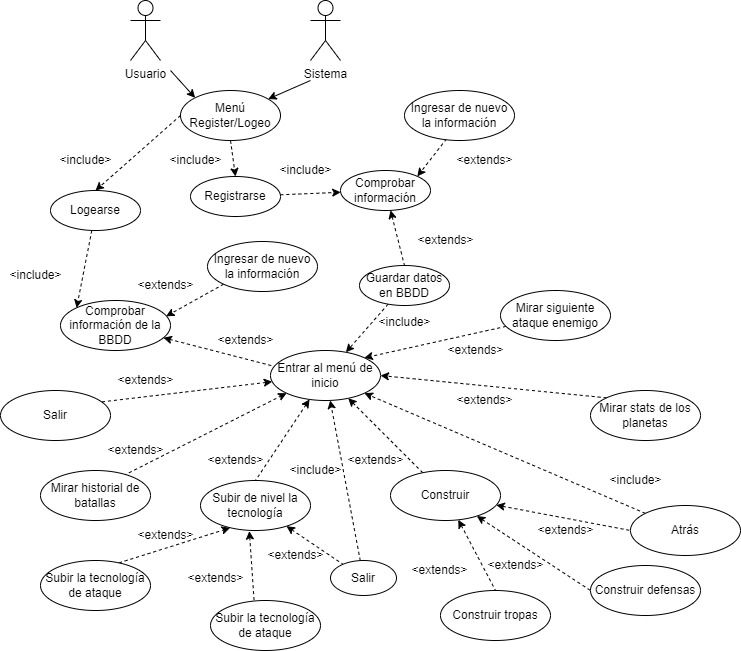 Usuario
Sistema
Menú
Register/Logeo
Ingresar de nuevo
la información
<include>
<include>
<include>
<extends>
Comprobar
información
Registrarse
Logearse
<extends>
Ingresar de nuevo
la información
<include>
<extends>
Guardar datos
en BBDD
Comprobar
información de la
BBDD
Mirar siguiente
ataque enemigo
<include>
<extends>
<extends>
Entrar al menú de
inicio
<extends>
<extends>
Salir
Mirar stats de los
planetas
<extends>
<extends>
<include>
<extends>
<include>
Mirar historial de
batallas
Subir de nivel la
tecnología
Construir
Atrás
<extends>
<extends>
<extends>
<extends>
<extends>
<extends>
Subir la tecnología
de ataque
Salir
Construir defensas
Subir la tecnología
de ataque
Construir tropas